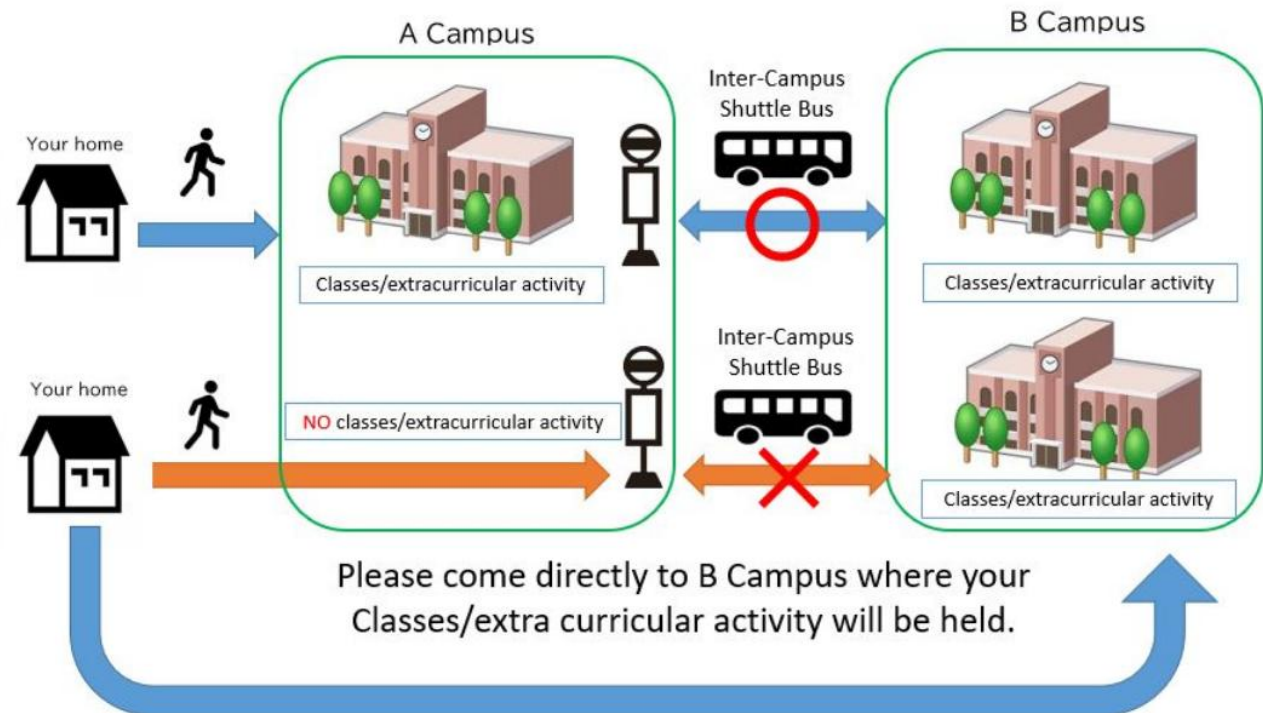 A Campus
B Campus
Your home
Inter-Campus
Shuttle Bus
Classes/extracurricular activity
Classes/extracurricular activity
Your home
Inter-Campus
Shuttle Bus
NO classes/extracurricular activity
Classes/extracurricular activity
Please come directly to B Campus where your
Classes/extra curricular activity will be held.